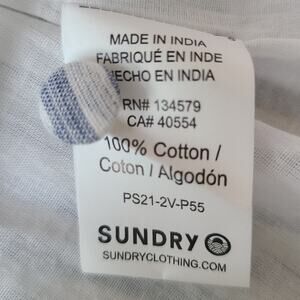 MADE IN INDIA
FABRIQUÉ EN INDE
HECHO EN INDIA
RN# 134579
CA# 40554
100% Cotton /
Coton / Algodón
PS21-2V-P55
SUNDRY
SUNDRYCLOTHING.COM